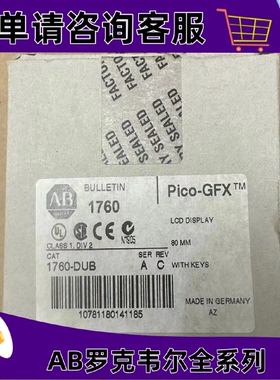 单请咨询客服
FACTORY SEALED
BULLETIN
1760
Pico-GFX™
AB
LCD DISPLAY
CLASS 1, DIV 2
N1305
80 MM
CAT
SER
REV
1760-DUB
A
C
WITH KEYS
MADE IN GERMANY
AZ
10781180141185
AB罗克韦尔全系列